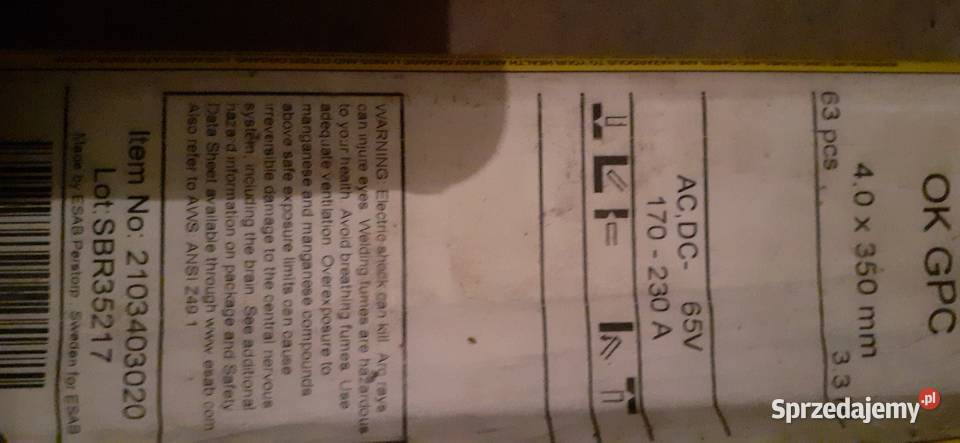 OK GPC
4.0 x 350 mm
63 pcs 3.3
AC,DC- 65V
170 - 230 A
WARNING: Electric shock can kill. Arc rays
can injure eyes. Welding fumes are hazardous
to your health. Avoid breathing fumes. Use
adequate ventilation. Overexposure to
manganese and manganese compounds
above safe exposure limits can cause
irreversible damage to the central nervous
system, including the brain. See additional
hazard information on package and Safety
Data Sheet available through www.esab.com
Also refer to AWS ANSI Z49.1
Item No: 2103403020
Lot:SBR35217
Made by ESAB Perstorp . Sweden for ESAB
Sprzedajemy.pl